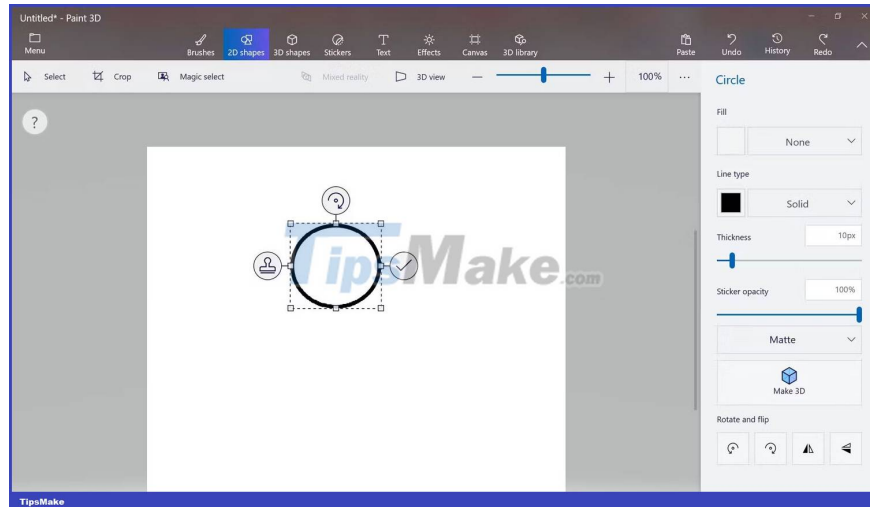 Untitled* - Paint 3D
Menu
Brushes
2D shapes
3D shapes
Stickers
Text
Effects
Canvas
3D library
Paste
Undo
History
Redo
Select
Crop
Magic select
Mixed reality
3D view
100%
Circle
?
Fill
None
Line type
Solid
Thickness
10px
Sticker opacity
100%
Matte
Make 3D
Rotate and flip
TipsMake.com
TipsMake